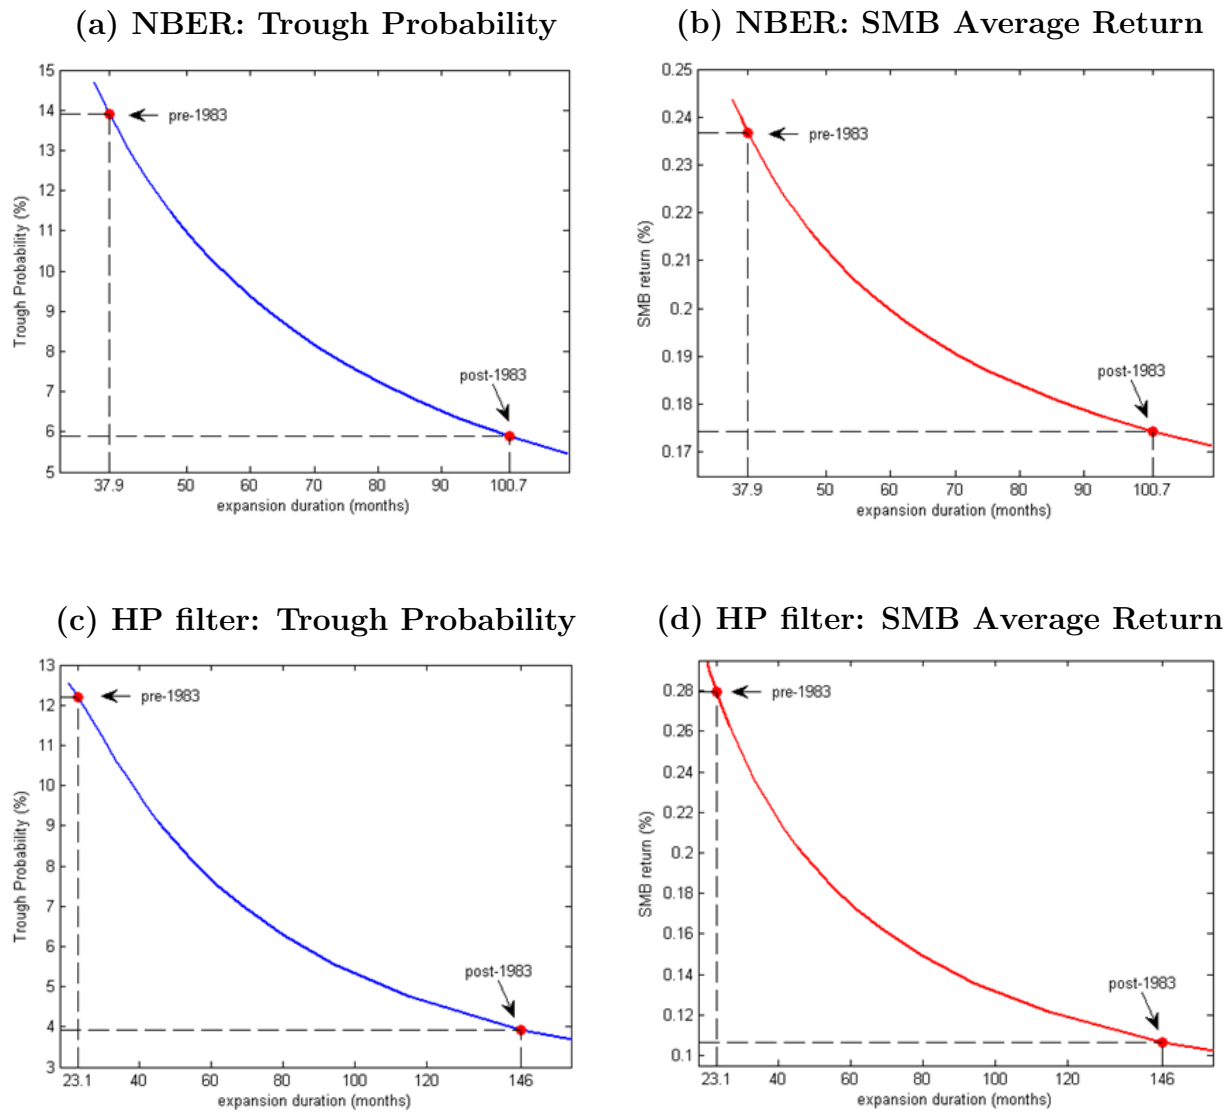 (a) NBER: Trough Probability
15
14
13
12
11
10
9
8
7
6
5
Trough Probability (%)
pre-1983
post-1983
37.9 50 60 70 80 90 100.7
expansion duration (months)
(b) NBER: SMB Average Return
0.25
0.24
0.23
0.22
0.21
0.2
0.19
0.18
0.17
SMB return (%)
pre-1983
post-1983
37.9 50 60 70 80 90 100.7
expansion duration (months)
(c) HP filter: Trough Probability
13
12
11
10
9
8
7
6
5
4
3
Trough Probability (%)
pre-1983
post-1983
23.1 40 60 80 100 120 146
expansion duration (months)
(d) HP filter: SMB Average Return
0.28
0.26
0.24
0.22
0.2
0.18
0.16
0.14
0.12
0.1
SMB return (%)
pre-1983
post-1983
23.1 40 60 80 100 120 146
expansion duration (months)